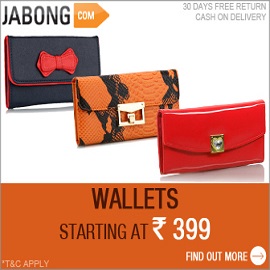 JABONG.COM
30 DAYS FREE RETURN
CASH ON DELIVERY
WALLETS
STARTING AT ₹ 399
*T&C APPLY
FIND OUT MORE